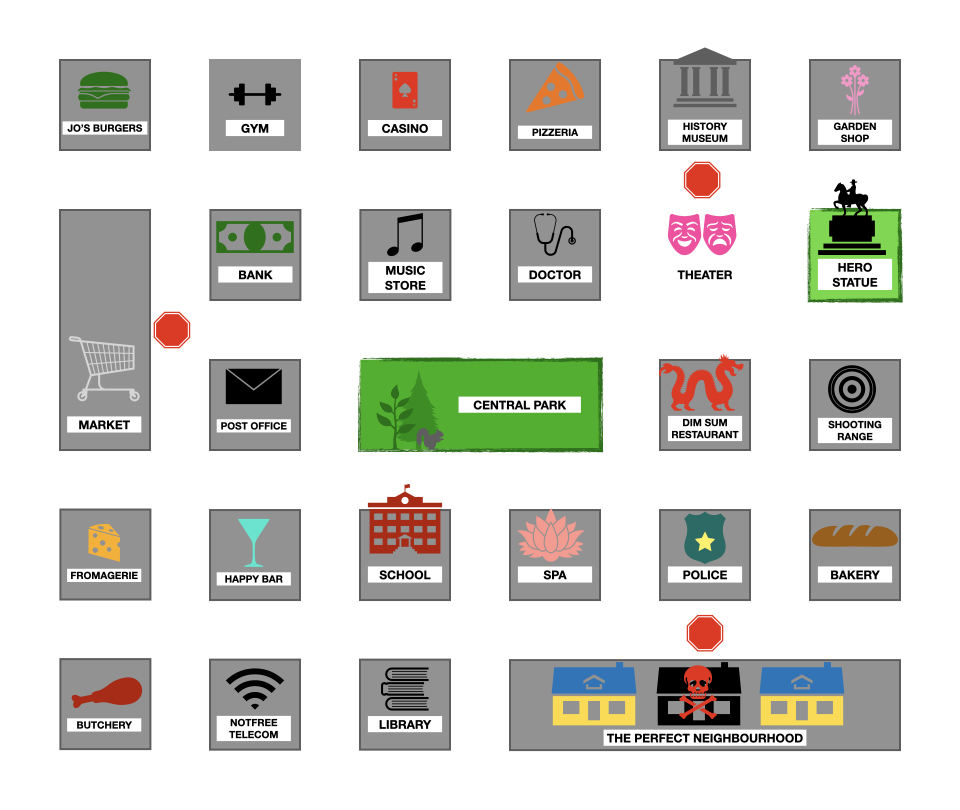 JO'S BURGERS
GYM
CASINO
PIZZERIA
HISTORY
MUSEUM
GARDEN
SHOP
BANK
MUSIC
STORE
DOCTOR
THEATER
HERO
STATUE
MARKET
POST OFFICE
CENTRAL PARK
DIM SUM
RESTAURANT
SHOOTING
RANGE
FROMAGERIE
HAPPY BAR
SCHOOL
SPA
POLICE
BAKERY
BUTCHERY
NOTFREE
TELECOM
LIBRARY
THE PERFECT NEIGHBOURHOOD